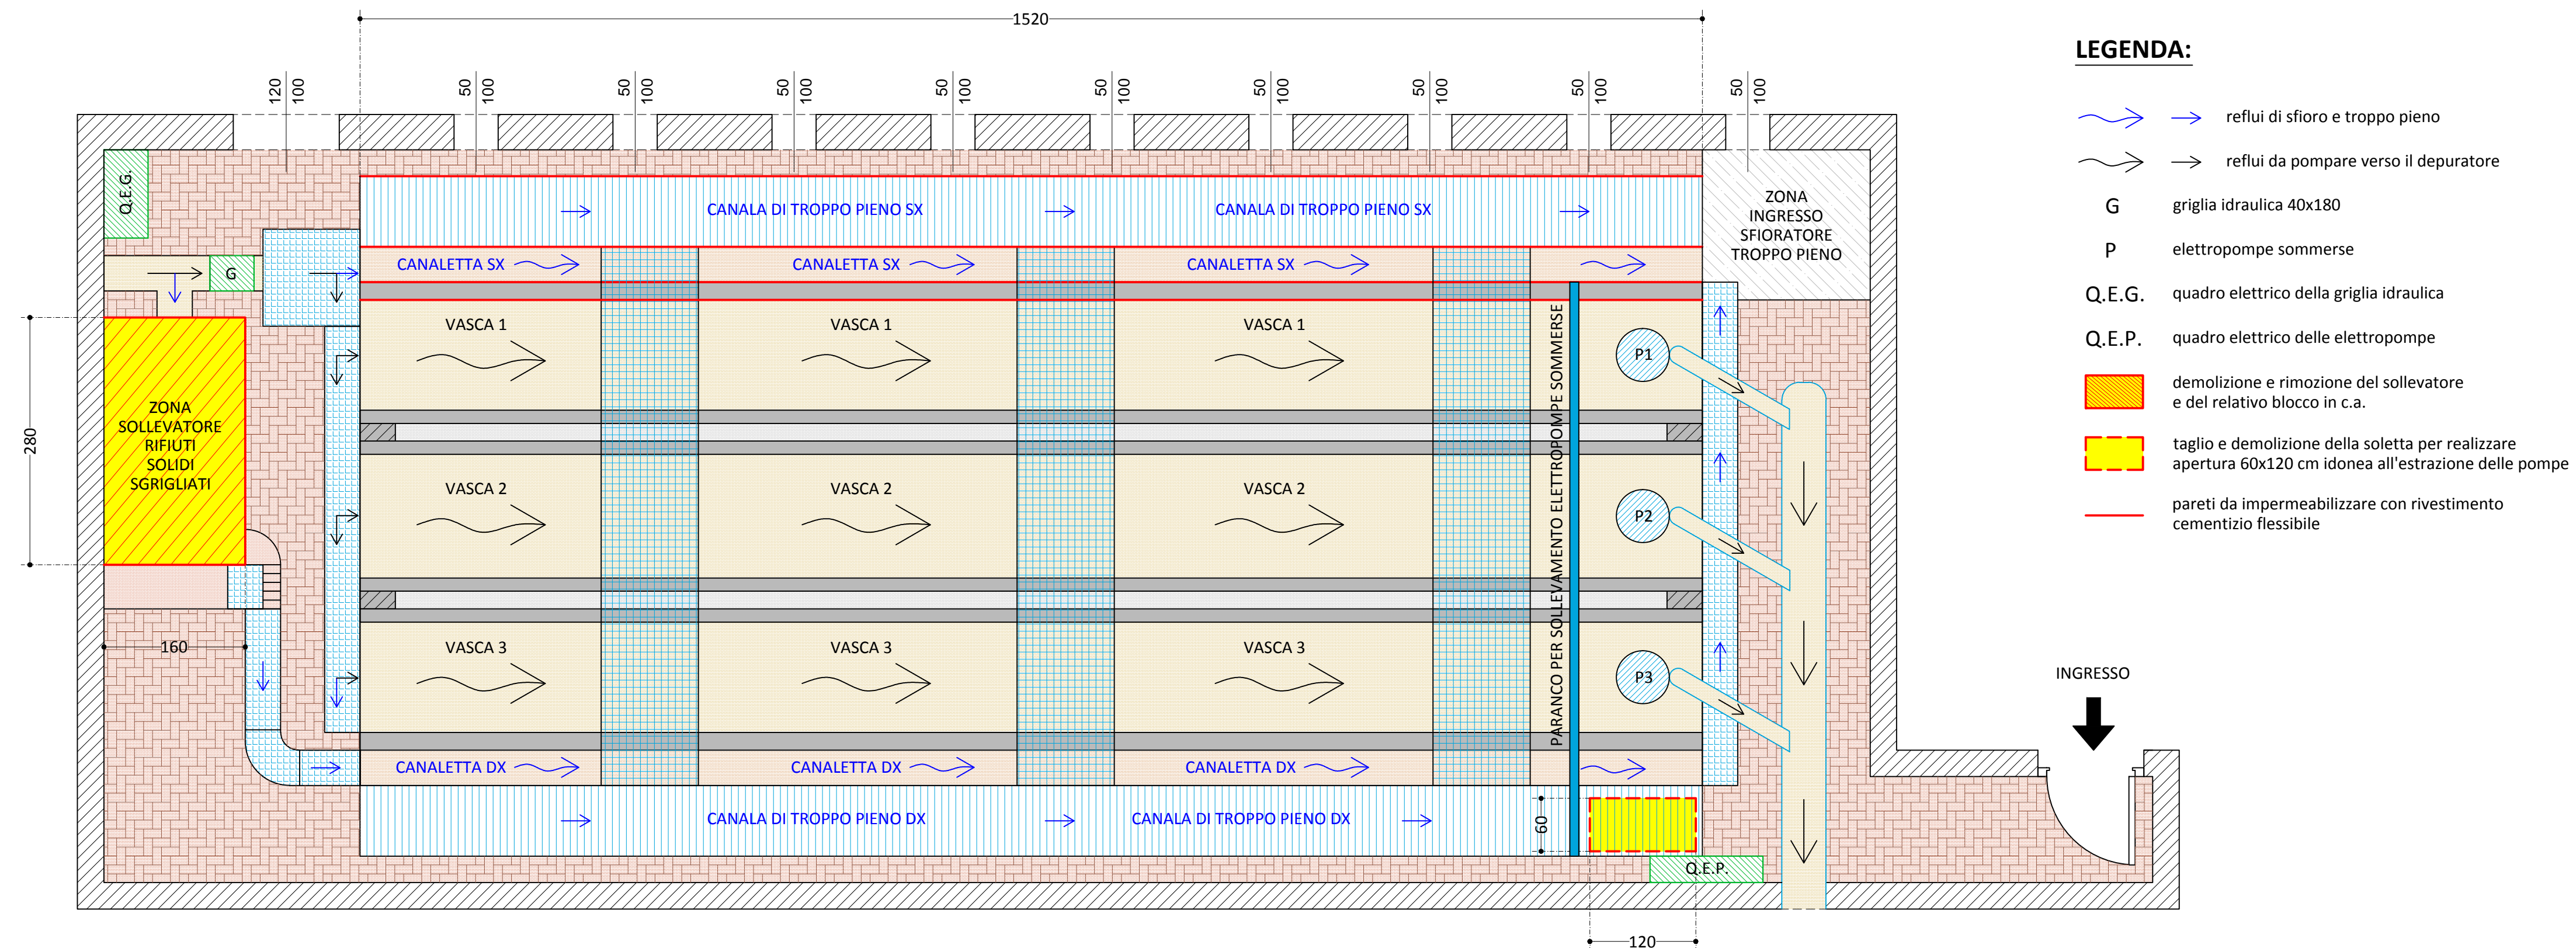 1520
120
100
50
100
50
100
50
100
50
100
50
100
50
100
50
100
50
100
50
100
Q.E.G.
CANALA DI TROPPO PIENO SX
CANALA DI TROPPO PIENO SX
ZONA
INGRESSO
SFIORATORE
TROPPO PIENO
G
CANALETTA SX
CANALETTA SX
CANALETTA SX
VASCA 1
VASCA 1
VASCA 1
P1
280
ZONA
SOLLEVATORE
RIFIUTI
SOLIDI
SGRIGLIATI
PARANCO PER SOLLEVAMENTO ELETTROPOMPE SOMMERSE
VASCA 2
VASCA 2
VASCA 2
P2
160
VASCA 3
VASCA 3
VASCA 3
P3
INGRESSO
CANALETTA DX
CANALETTA DX
CANALETTA DX
CANALA DI TROPPO PIENO DX
CANALA DI TROPPO PIENO DX
60
Q.E.P.
120
LEGENDA:
reflui di sfioro e troppo pieno
reflui da pompare verso il depuratore
G griglia idraulica 40x180
P elettropompe sommerse
Q.E.G. quadro elettrico della griglia idraulica
Q.E.P. quadro elettrico delle elettropompe
demolizione e rimozione del sollevatore
e del relativo blocco in c.a.
taglio e demolizione della soletta per realizzare
apertura 60x120 cm idonea all'estrazione delle pompe
pareti da impermeabilizzare con rivestimento
cementizio flessibile